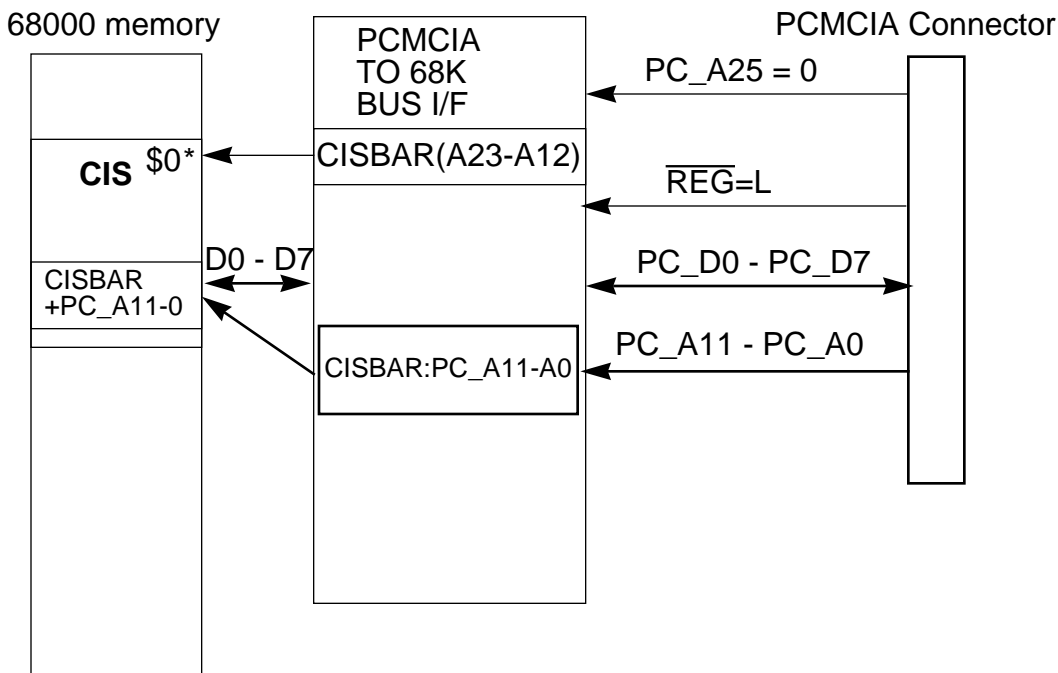 68000 memory
PCMCIA
TO 68K
BUS I/F
PCMCIA Connector
PC_A25 = 0
CIS $0*
CISBAR(A23-A12)
REG=L
D0 - D7
PC_D0 - PC_D7
CISBAR
+PC_A11-0
CISBAR:PC_A11-A0
PC_A11 - PC_A0